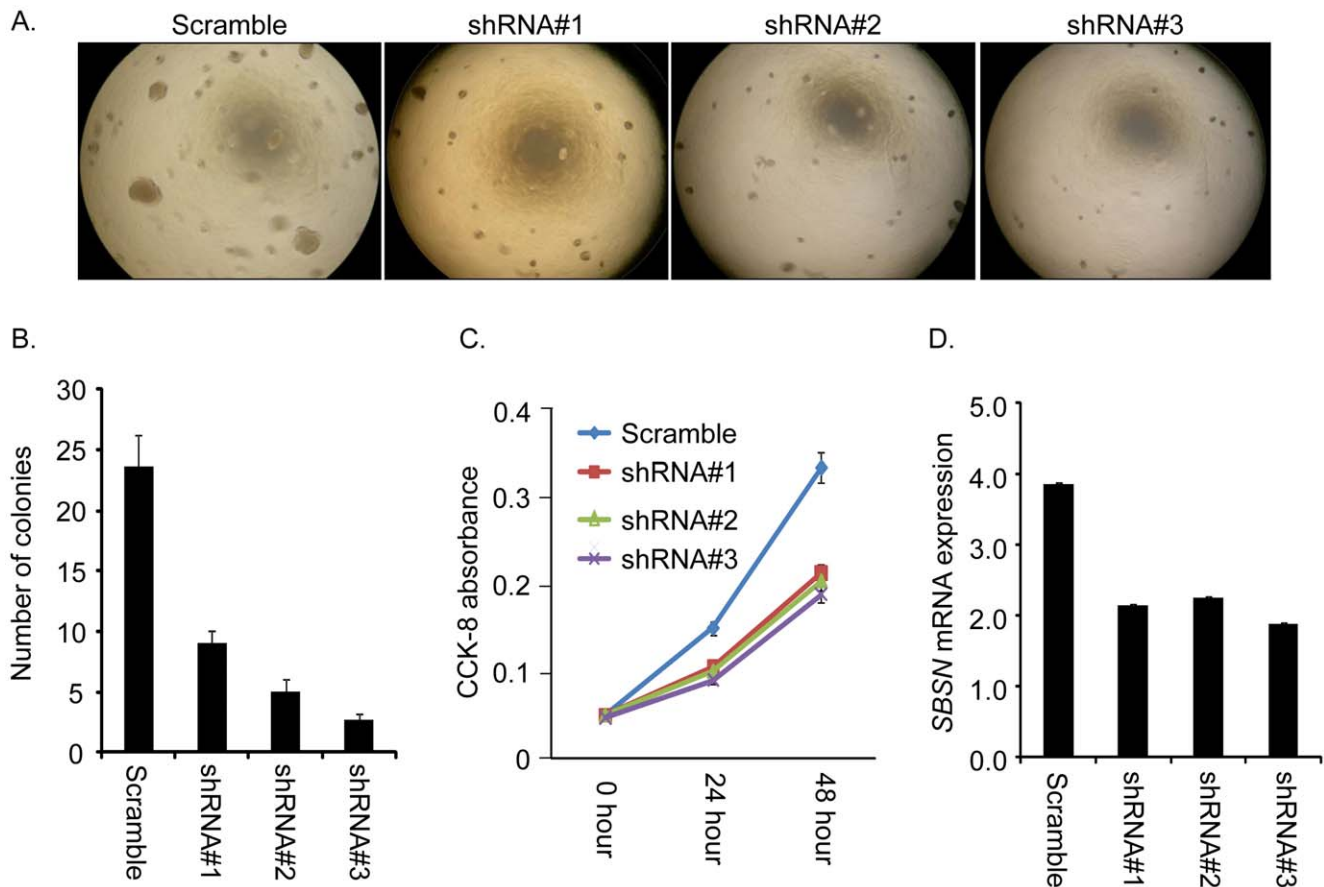 A.
Scramble shRNA#1 shRNA#2 shRNA#3
B.
Number of colonies
30
25
20
15
10
5
0
Scramble
shRNA#1
shRNA#2
shRNA#3
C.
CCK-8 absorbance
0.4
0.3
0.2
0.1
0
Scramble
shRNA#1
shRNA#2
shRNA#3
0 hour
24 hour
48 hour
D.
SBSN mRNA expression
5.0
4.0
3.0
2.0
1.0
0.0
Scramble
shRNA#1
shRNA#2
shRNA#3